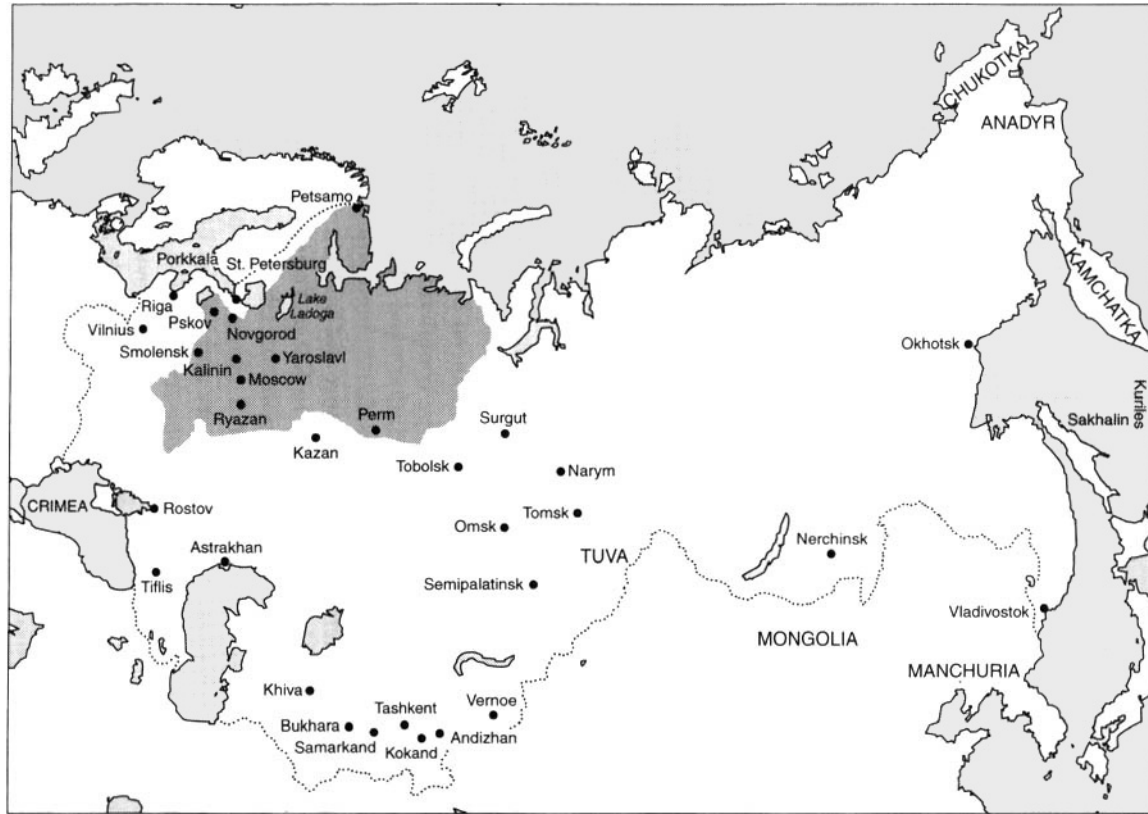 CHUKOTKA
ANADYR
Petsamo
KAMCHATKA
Porkkala
St. Petersburg
Lake
Ladoga
Riga
Pskov
Novgorod
Vilnius
Okhotsk
Smolensk
Yaroslavl
Kalinin
Moscow
Kuriles
Ryazan
Perm
Surgut
Sakhalin
Kazan
Tobolsk
Narym
CRIMEA
Rostov
Tomsk
Omsk
Nerchinsk
Astrakhan
TUVA
Tiflis
Semipalatinsk
Vladivostok
MONGOLIA
MANCHURIA
Khiva
Vernoe
Tashkent
Bukhara
Samarkand
Andizhan
Kokand